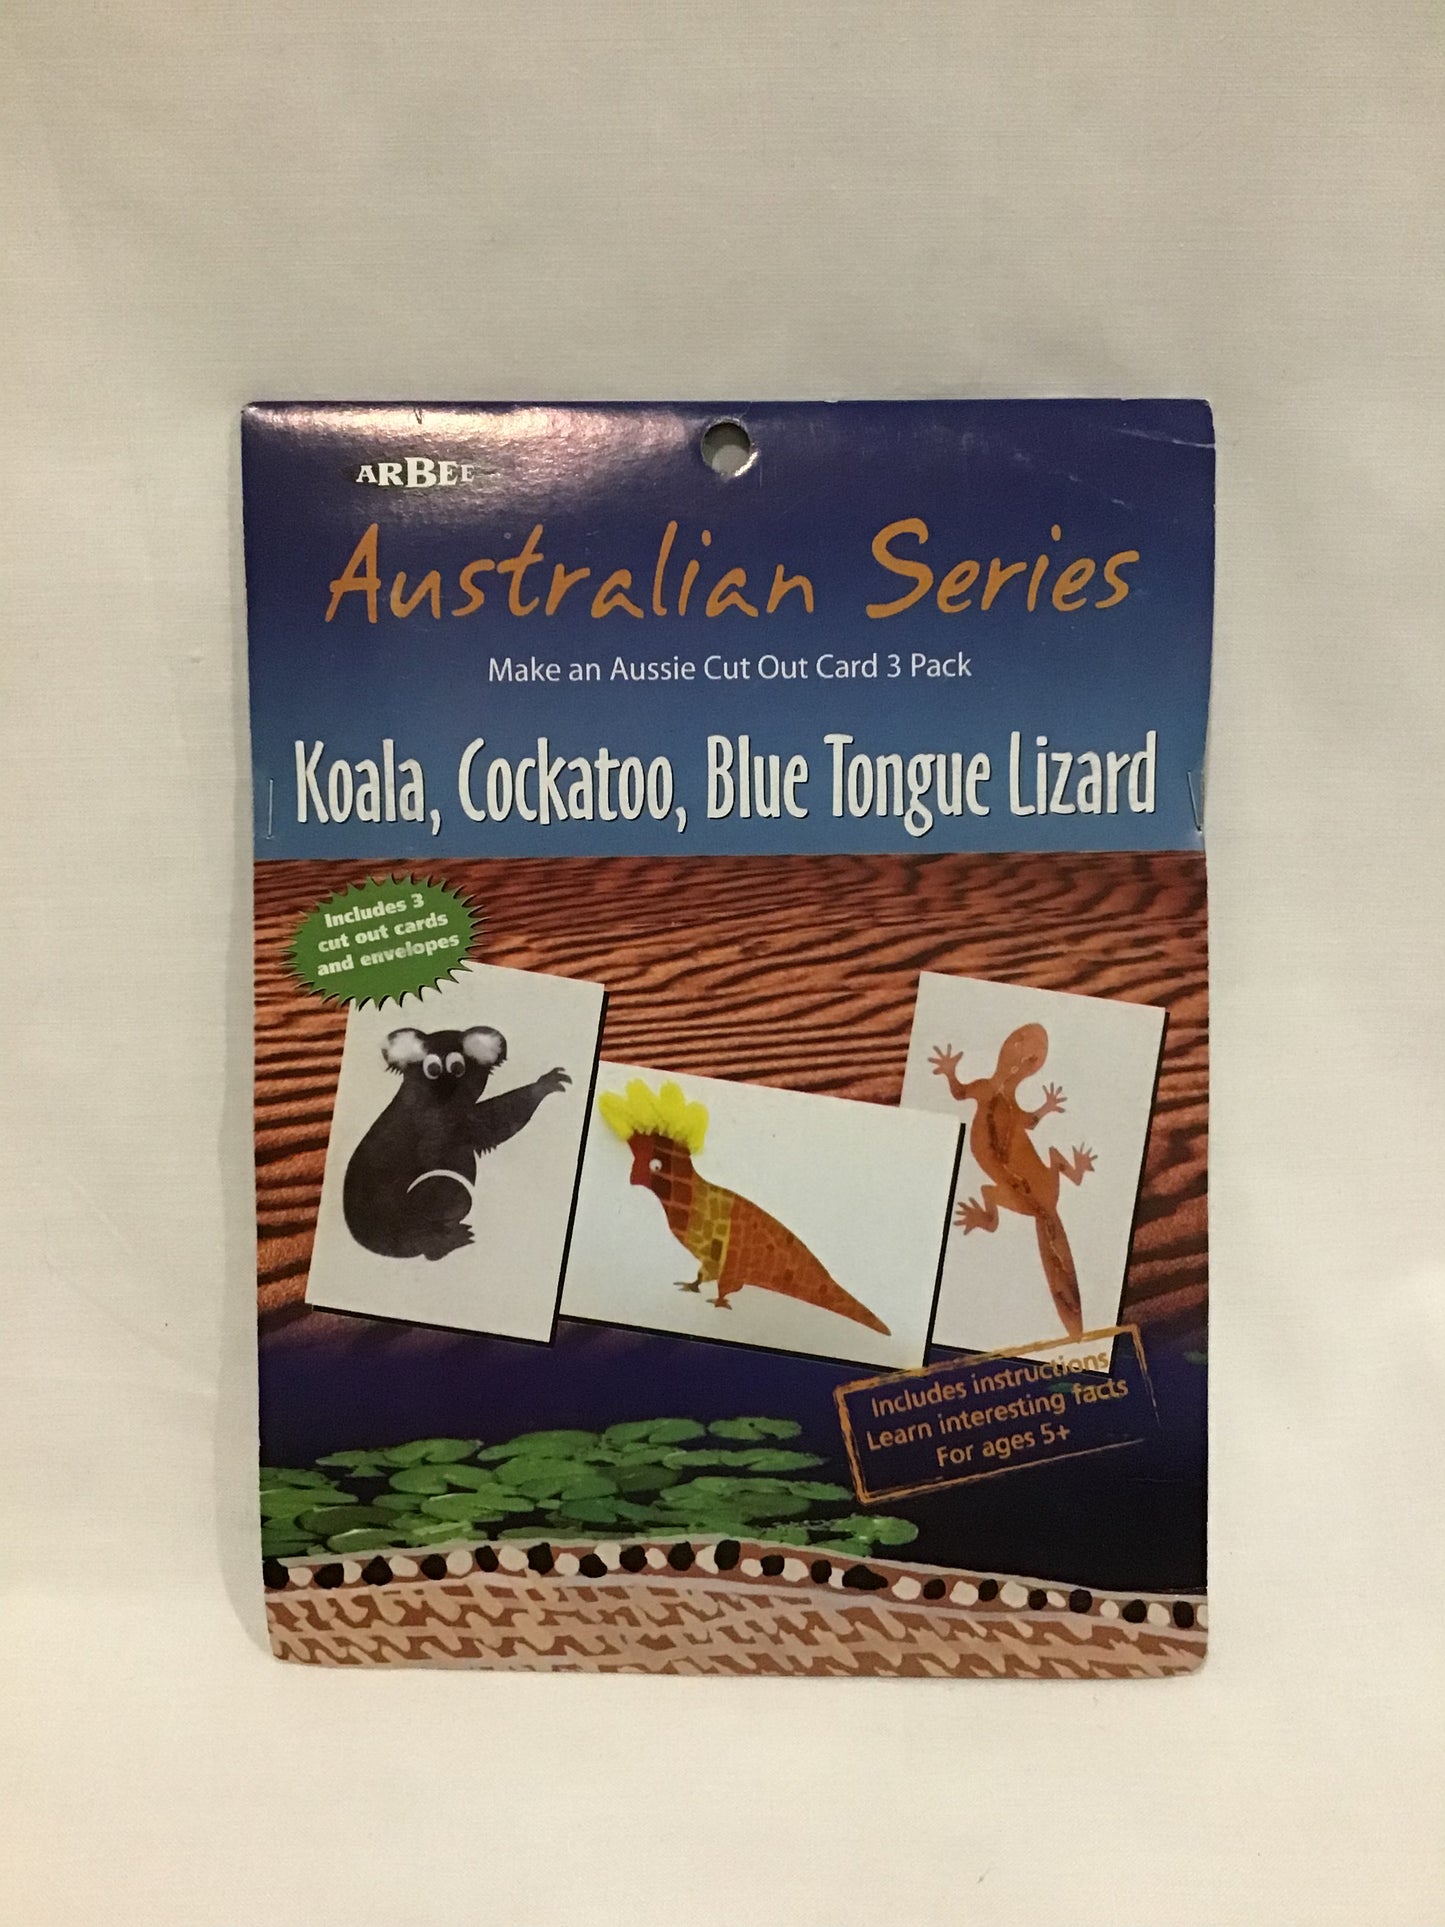 ARBEE
Australian Series
Make an Aussie Cut Out Card 3 Pack
Koala, Cockatoo, Blue Tongue Lizard
Includes 3
cut out cards
and envelopes
Includes instructions
Learn interesting facts
For ages 5+